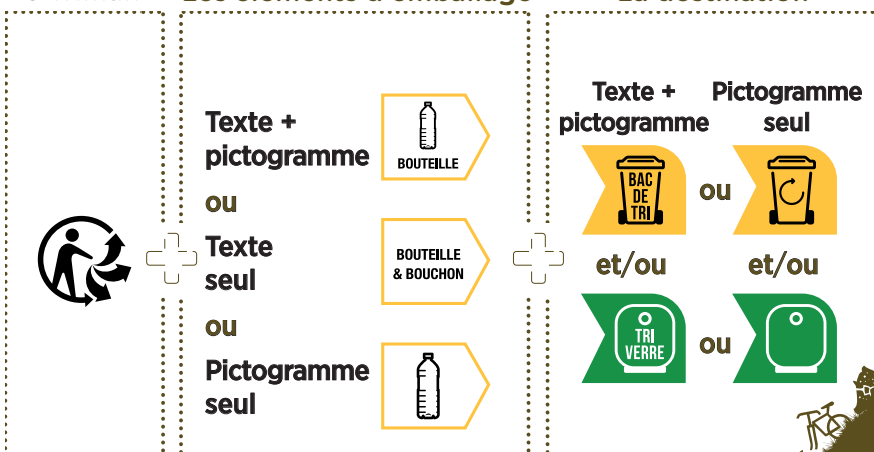 Texte +
pictogramme
BOUTEILLE
ou
Texte
seul
BOUTEILLE
& BOUCHON
ou
Pictogramme
seul
Texte +
pictogramme
Pictogramme
seul
BAC
DE
TRI
ou
et/ou
et/ou
TRI
VERRE
ou